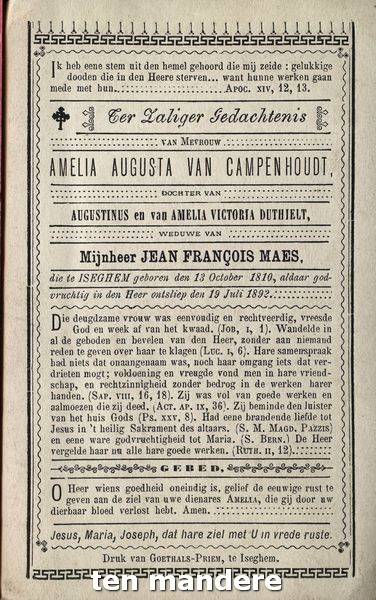 Ik heb eene stem uit den hemel gehoord die mij zeide : gelukkige
dooden die in den Heere sterven... want hunne werken gaan
mede met hun. APOC. XIV, 12, 13.
Ter Zaliger Gedachtenis
VAN MEVROUW
AMELIA AUGUSTA VAN CAMPENHOUDT,
DOCHTER VAN
AUGUSTINUS en van AMELIA VICTORIA DUTHIELT,
WEDUWE VAN
Mijnheer JEAN FRANÇOIS MAES,
die te ISEGHEM geboren den 13 October 1810, aldaar god-
vruchtig in den Heer ontsliep den 19 Juli 1892.
Die deugdzame vrouw was eenvoudig en rechtveerdig, vreesde
God en week af van het kwaad. (JOB, I, 1). Wandelde in
al de geboden en bevelen van den Heer, zonder aan niemand
reden te geven over haar te klagen (LUC. I, 6). Hare samenspraak
had niets dat onaangenaam was, noch haar omgang iets dat ver-
drieten mogt; voldoening en vreugde vond men in hare vriend-
schap, en rechtzinnigheid zonder bedrog in de werken harer
handen. (SAP. VIII, 16, 18). Zij was vol van goede werken en
aalmoezen die zij deed. (ACT. AP. IX, 36). Zij beminde den luister
van het huis Gods (PS. XXV, 8). Had eene brandende liefde tot
Jesus in 't heilig Sakrament des altaars. (S. M. MAGD. PAZZIS)
en eene ware godvruchtigheid tot Maria. (S. BERN.) De Heer
vergelde haar nu alle hare goede werken. (RUTH. II, 12)
GEBED.
O Heer wiens goedheid oneindig is, gelief de eeuwige rust te
geven aan de ziel van uwe dienares AMELIA, die gij door uw
dierbaar bloed verlost hebt. Amen.
Jesus, Maria, Joseph, dat hare ziel met U in vrede ruste.
Druk van GOETHALS-PRIEM, te Iseghem.
ten mandere